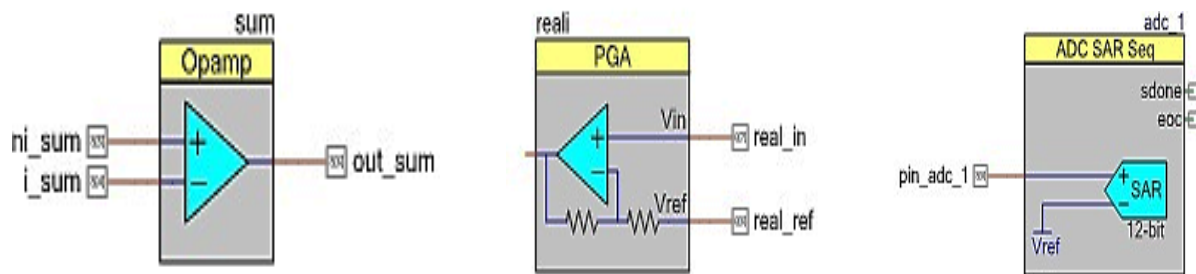 sum
Opamp
ni_sum
i_sum
+
−
out_sum
reali
PGA
Vin
+
−
real_in
Vref
real_ref
adc_1
ADC SAR Seq
sdone
eoc
pin_adc_1
+
SAR
−
12-bit
Vref